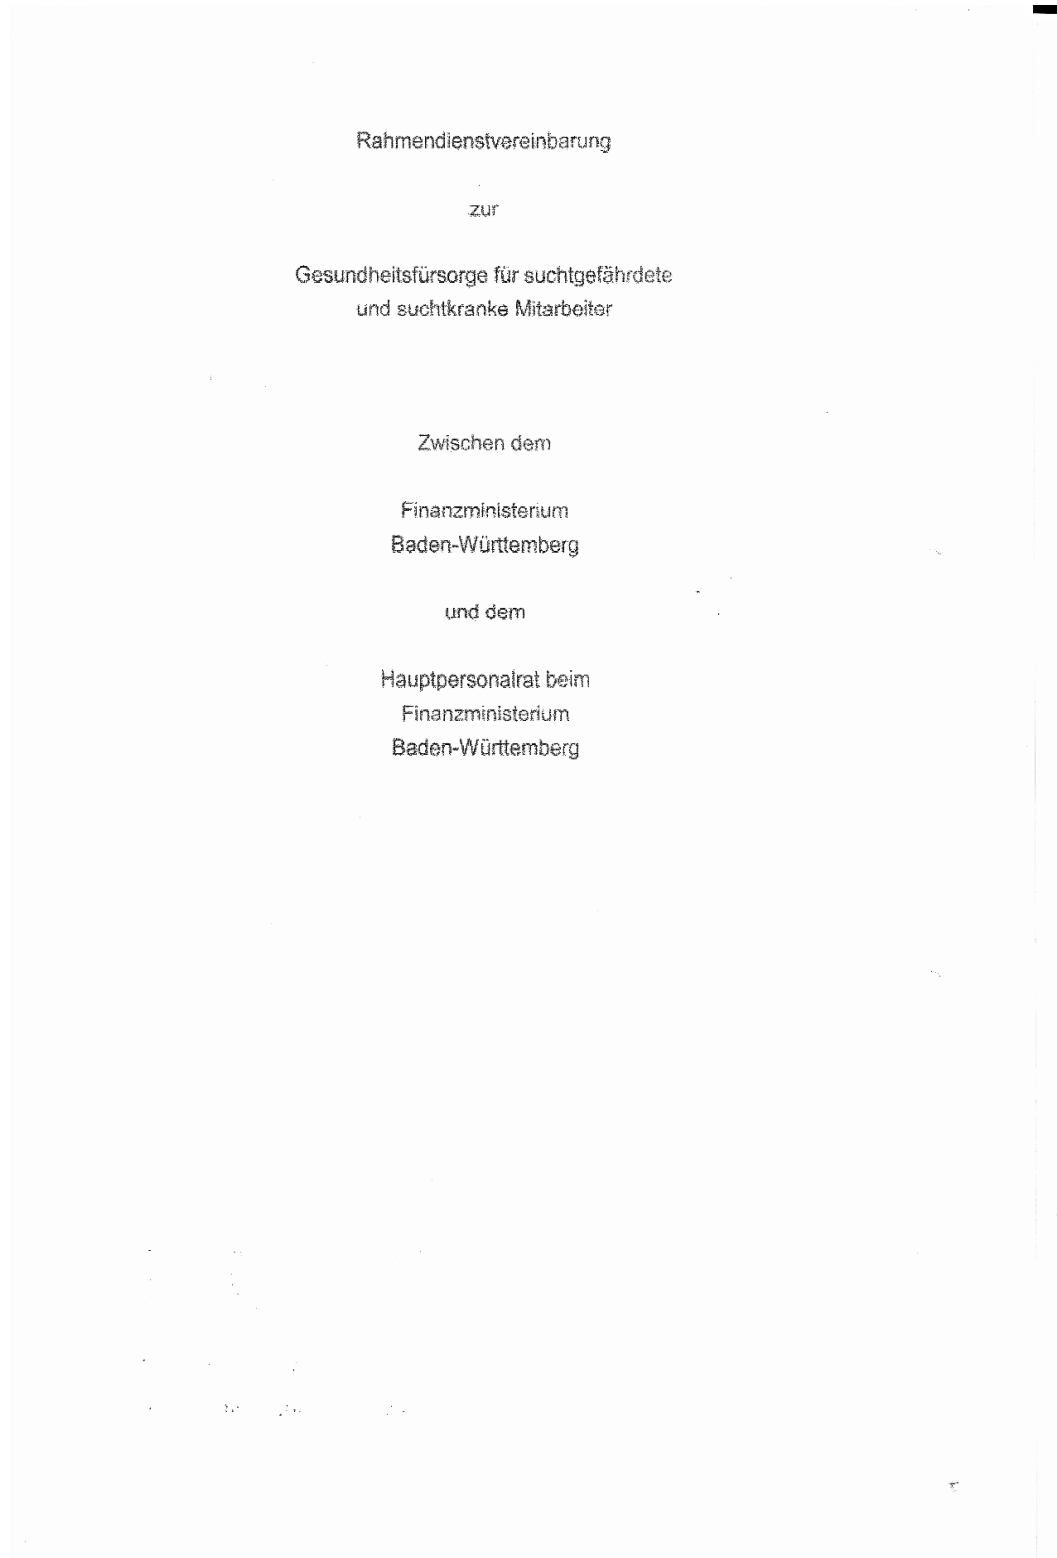 Rahmendienstvereinbarung
zur
Gesundheitsfürsorge für suchtgefährdete
und suchtkranke Mitarbeiter
Zwischen dem
Finanzministerium
Baden-Württemberg
und dem
Hauptpersonalrat beim
Finanzministerium
Baden-Württemberg